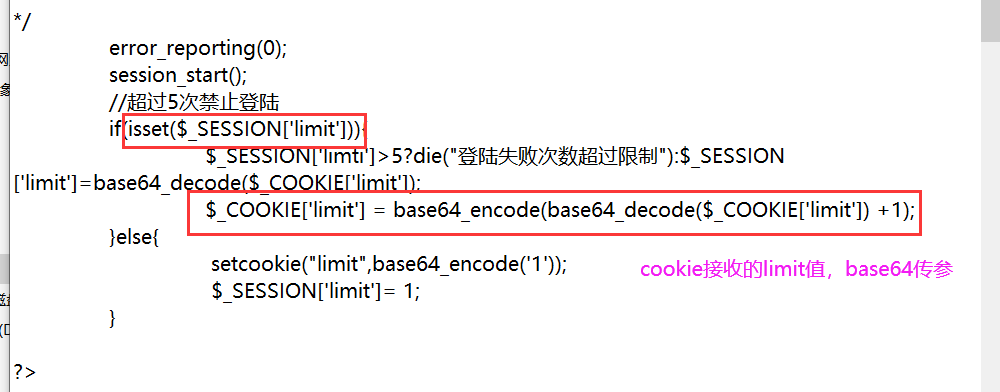 */
error_reporting(0);
session_start();
//超过5次禁止登陆
if(isset($_SESSION['limit'])){
$_SESSION['limti']>5?die("登陆失败次数超过限制"):$_SESSION
['limit']=base64_decode($_COOKIE['limit']);
$_COOKIE['limit'] = base64_encode(base64_decode($_COOKIE['limit']) +1);
}else{
setcookie("limit",base64_encode('1'));
cookie接收的limit值，base64传参
$_SESSION['limit']= 1;
}
?>